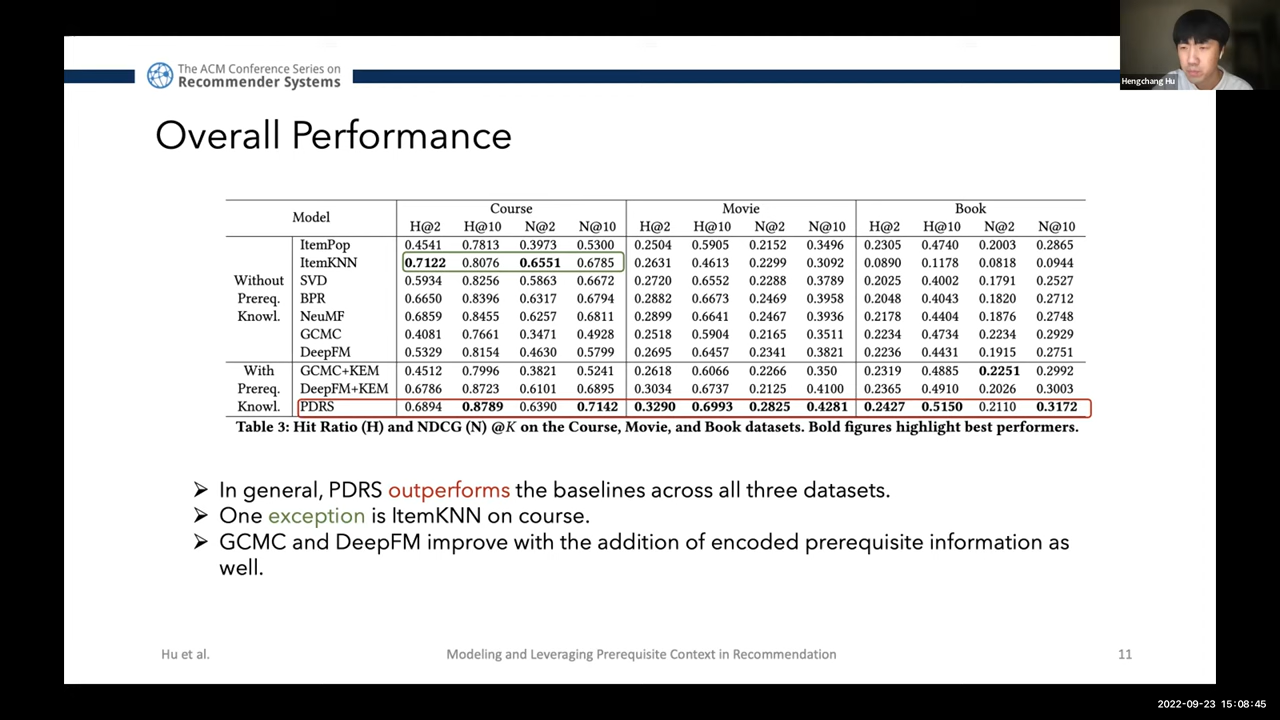 The ACM Conference Series on
Recommender Systems
Hengchang Hu
Overall Performance
Model Course Movie Book
H@2 H@10 N@2 N@10 H@2 H@10 N@2 N@10 H@2 H@10 N@2 N@10
ItemPop 0.4541 0.7813 0.3973 0.5300 0.2504 0.5905 0.2152 0.3496 0.2305 0.4740 0.2003 0.2865
ItemKNN 0.7122 0.8076 0.6551 0.6785 0.2631 0.4613 0.2299 0.3092 0.0890 0.1178 0.0818 0.0944
Without SVD 0.5934 0.8256 0.5863 0.6672 0.2720 0.6552 0.2288 0.3789 0.2025 0.4002 0.1791 0.2527
Prereq. BPR 0.6650 0.8396 0.6317 0.6794 0.2882 0.6673 0.2469 0.3958 0.2048 0.4043 0.1820 0.2712
Knowl. NeuMF 0.6859 0.8455 0.6257 0.6811 0.2899 0.6641 0.2467 0.3936 0.2178 0.4404 0.1876 0.2748
GCMC 0.4081 0.7661 0.3471 0.4928 0.2518 0.5904 0.2165 0.3511 0.2234 0.4734 0.2234 0.2929
DeepFM 0.5329 0.8154 0.4630 0.5799 0.2695 0.6457 0.2341 0.3821 0.2236 0.4431 0.1915 0.2751
With GCMC+KEM 0.4512 0.7996 0.3821 0.5241 0.2618 0.6066 0.2266 0.350 0.2319 0.4885 0.2251 0.2992
Prereq. DeepFM+KEM 0.6786 0.8723 0.6101 0.6895 0.3034 0.6737 0.2125 0.4100 0.2365 0.4910 0.2026 0.3003
Knowl. PDRS 0.6894 0.8789 0.6390 0.7142 0.3290 0.6993 0.2825 0.4281 0.2427 0.5150 0.2110 0.3172
Table 3: Hit Ratio (H) and NDCG (N) @K on the Course, Movie, and Book datasets. Bold figures highlight best performers.
➢ In general, PDRS outperforms the baselines across all three datasets.
➢ One exception is ItemKNN on course.
➢ GCMC and DeepFM improve with the addition of encoded prerequisite information as
well.
Hu et al. Modeling and Leveraging Prerequisite Context in Recommendation 11
2022-09-23 15:08:45